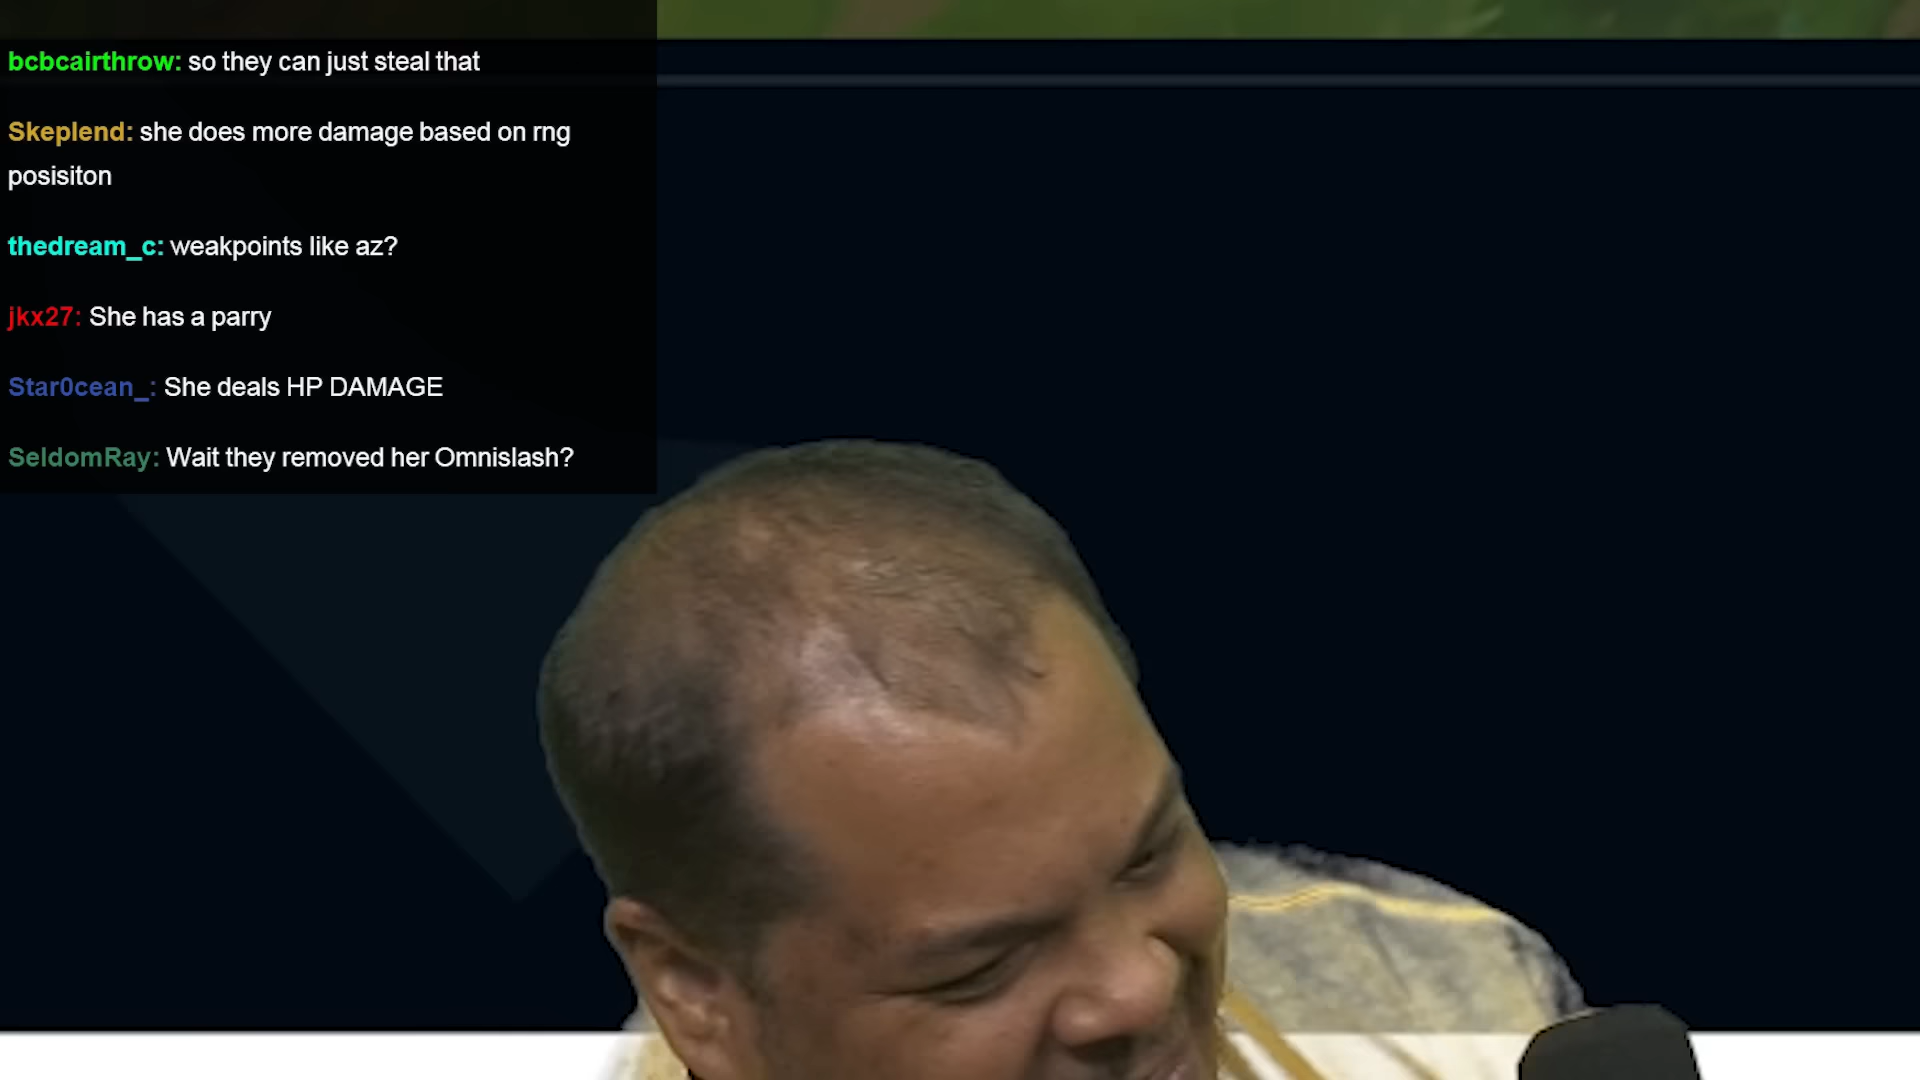 bcbcairthrow: so they can just steal that
Skeplend: she does more damage based on rng
posisiton
thedream_c: weakpoints like az?
jkx27: She has a parry
Star0cean_: She deals HP DAMAGE
SeldomRay: Wait they removed her Omnislash?